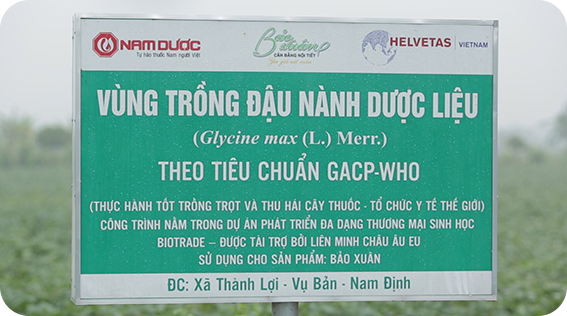 NAM DƯỢC
Tự hào thuốc Nam người Việt
Bảo Xuân
CÂN BẰNG NỘI TIẾT
HELVETAS | VIETNAM
VÙNG TRỒNG ĐẬU NÀNH DƯỢC LIỆU
(Glycine max (L.) Merr.)
THEO TIÊU CHUẨN GACP-WHO
(THỰC HÀNH TỐT TRỒNG TRỌT VÀ THU HÁI CÂY THUỐC - TỔ CHỨC Y TẾ THẾ GIỚI)
CÔNG TRÌNH NẰM TRONG DỰ ÁN PHÁT TRIỂN ĐA DẠNG THƯƠNG MẠI SINH HỌC
BIOTRADE – ĐƯỢC TÀI TRỢ BỞI LIÊN MINH CHÂU ÂU EU
SỬ DỤNG CHO SẢN PHẨM: BẢO XUÂN
ĐC: Xã Thành Lợi - Vụ Bản - Nam Định